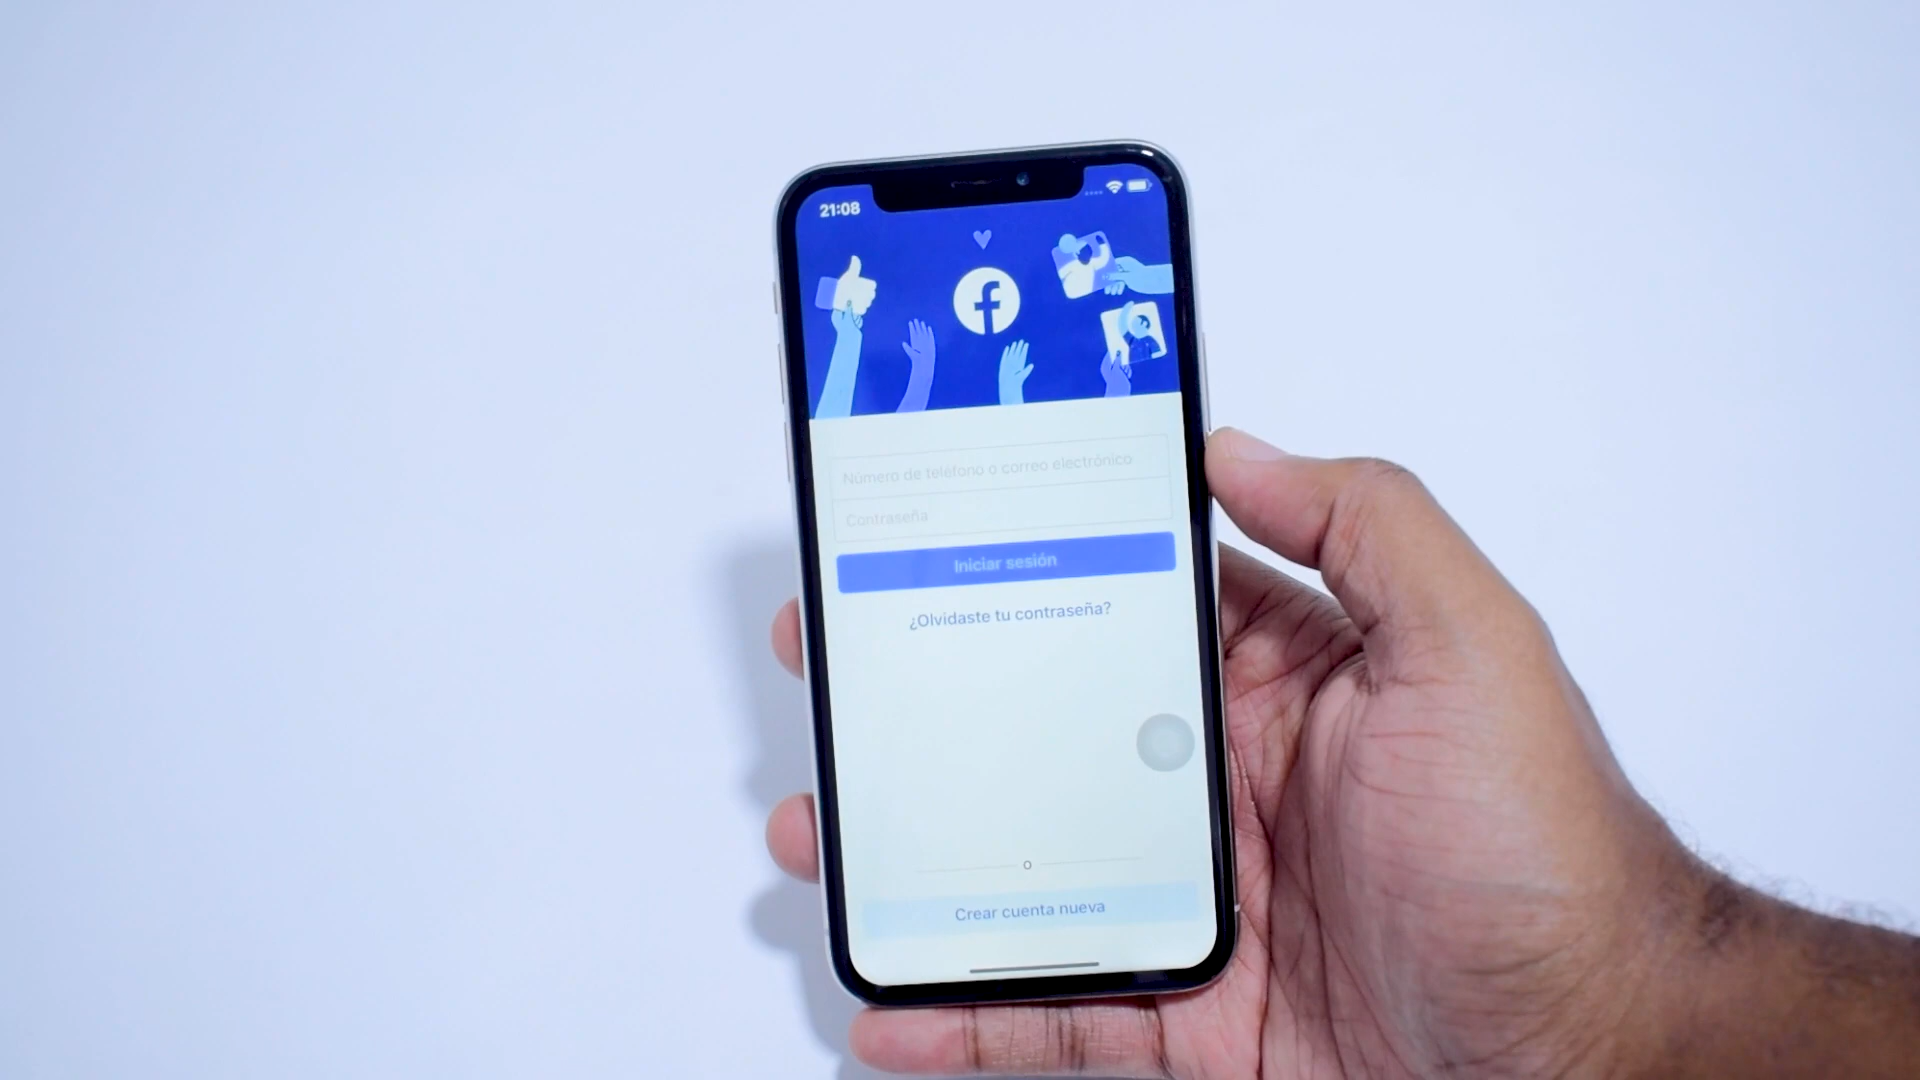 21:08
Número de teléfono o correo electrónico
Contraseña
Iniciar sesión
¿Olvidaste tu contraseña?
o
Crear cuenta nueva